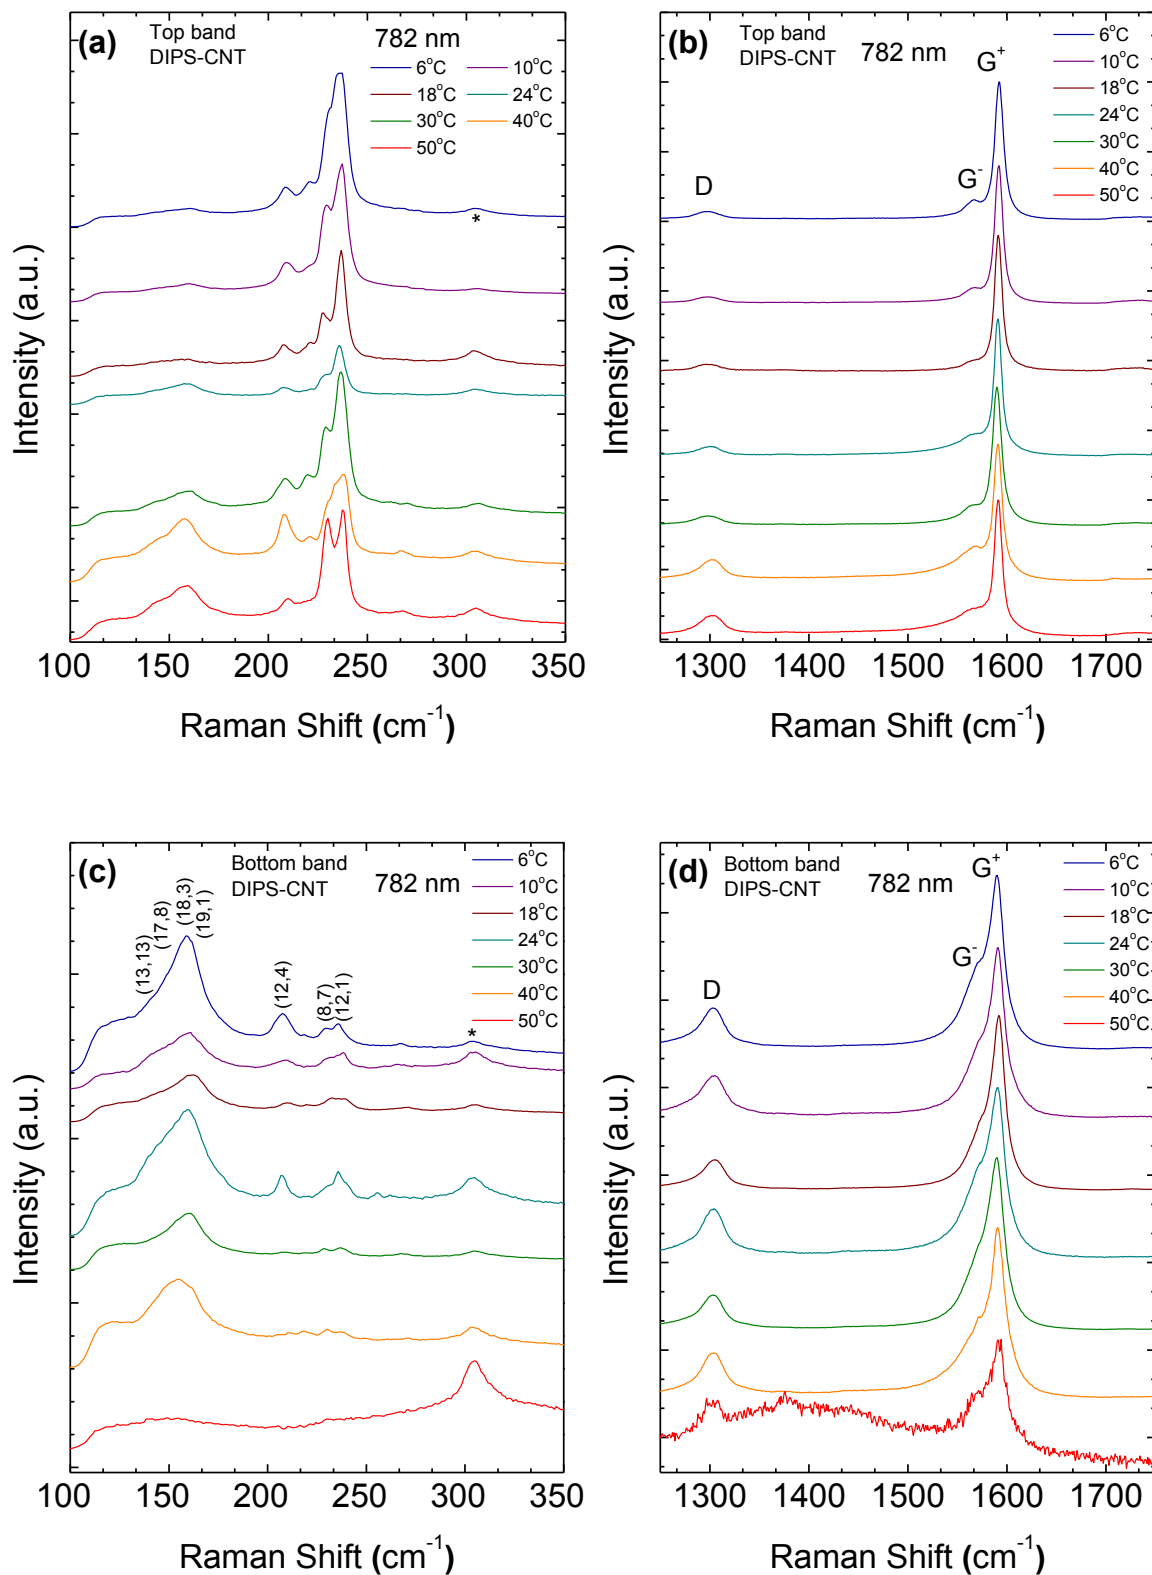 (a)
Top band
DIPS-CNT
782 nm
6°C
10°C
18°C
24°C
30°C
40°C
50°C
*
Intensity (a.u.)
100 150 200 250 300 350
Raman Shift (cm⁻¹)
(b)
Top band
DIPS-CNT
782 nm
G⁺
6°C
10°C
18°C
24°C
30°C
40°C
50°C
D
G⁻
Intensity (a.u.)
1300 1400 1500 1600 1700
Raman Shift (cm⁻¹)
(c)
Bottom band
DIPS-CNT
782 nm
6°C
10°C
18°C
24°C
30°C
40°C
50°C
(13,13)
(17,8)
(18,3)
(19,1)
(12,4)
(8,7)
(12,1)
*
Intensity (a.u.)
100 150 200 250 300 350
Raman Shift (cm⁻¹)
(d)
Bottom band
DIPS-CNT
782 nm
G⁺
6°C
10°C
18°C
24°C
30°C
40°C
50°C
D
G⁻
Intensity (a.u.)
1300 1400 1500 1600 1700
Raman Shift (cm⁻¹)